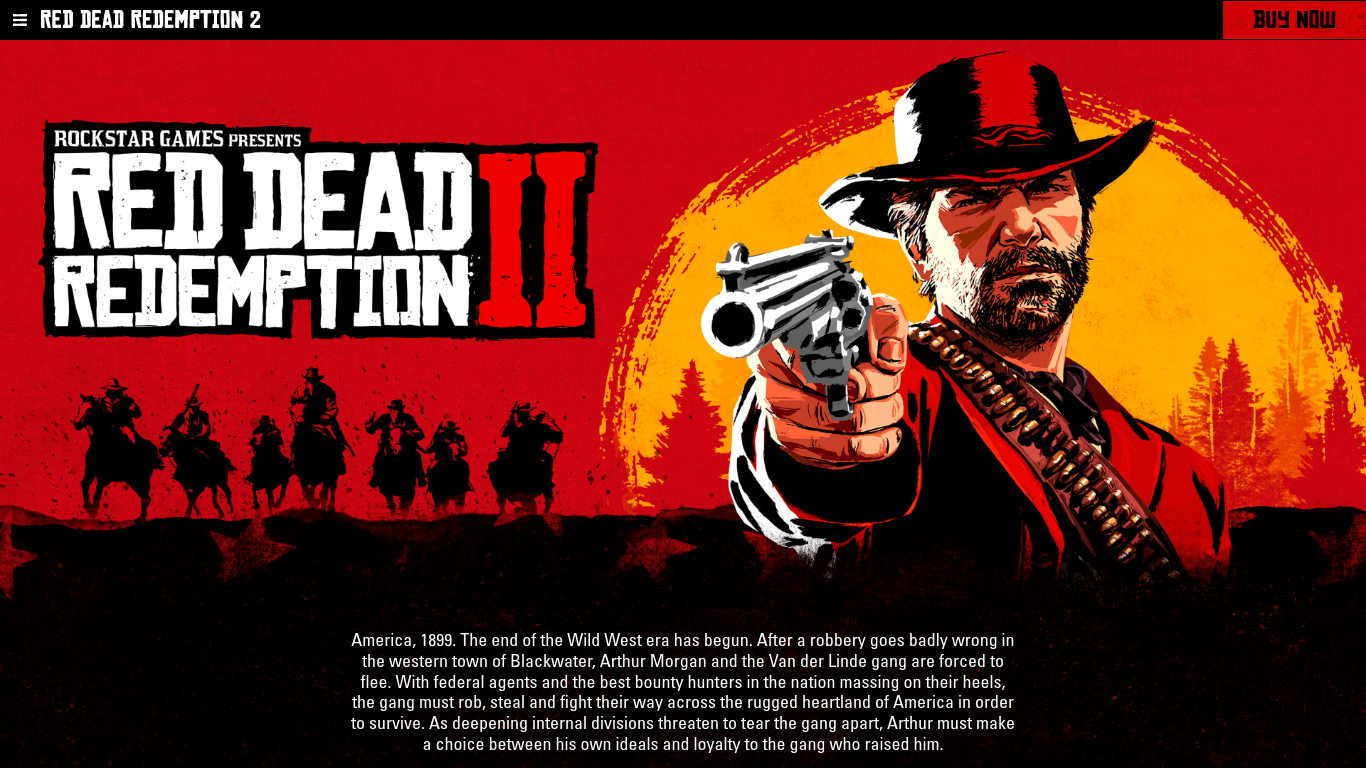 RED DEAD REDEMPTION 2
BUY NOW
ROCKSTAR GAMES PRESENTS
RED DEAD
REDEMPTION II
America, 1899. The end of the Wild West era has begun. After a robbery goes badly wrong in
the western town of Blackwater, Arthur Morgan and the Van der Linde gang are forced to
flee. With federal agents and the best bounty hunters in the nation massing on their heels,
the gang must rob, steal and fight their way across the rugged heartland of America in order
to survive. As deepening internal divisions threaten to tear the gang apart, Arthur must make
a choice between his own ideals and loyalty to the gang who raised him.